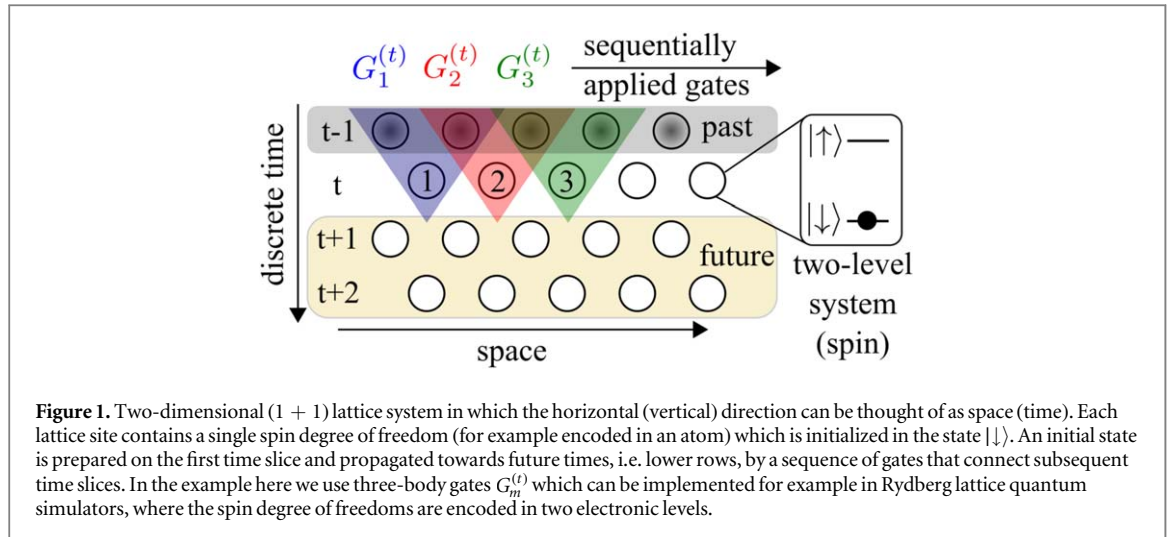 G_1^{(t)} G_2^{(t)} G_3^{(t)} sequentially
applied gates
discrete time
t-1 past
t 1 2 3
t+1 future
t+2
space
|↑⟩
|↓⟩
two-level
system
(spin)
Figure 1. Two-dimensional (1 + 1) lattice system in which the horizontal (vertical) direction can be thought of as space (time). Each
lattice site contains a single spin degree of freedom (for example encoded in an atom) which is initialized in the state |↓⟩. An initial state
is prepared on the first time slice and propagated towards future times, i.e. lower rows, by a sequence of gates that connect subsequent
time slices. In the example here we use three-body gates G_m^{(t)} which can be implemented for example in Rydberg lattice quantum
simulators, where the spin degree of freedoms are encoded in two electronic levels.